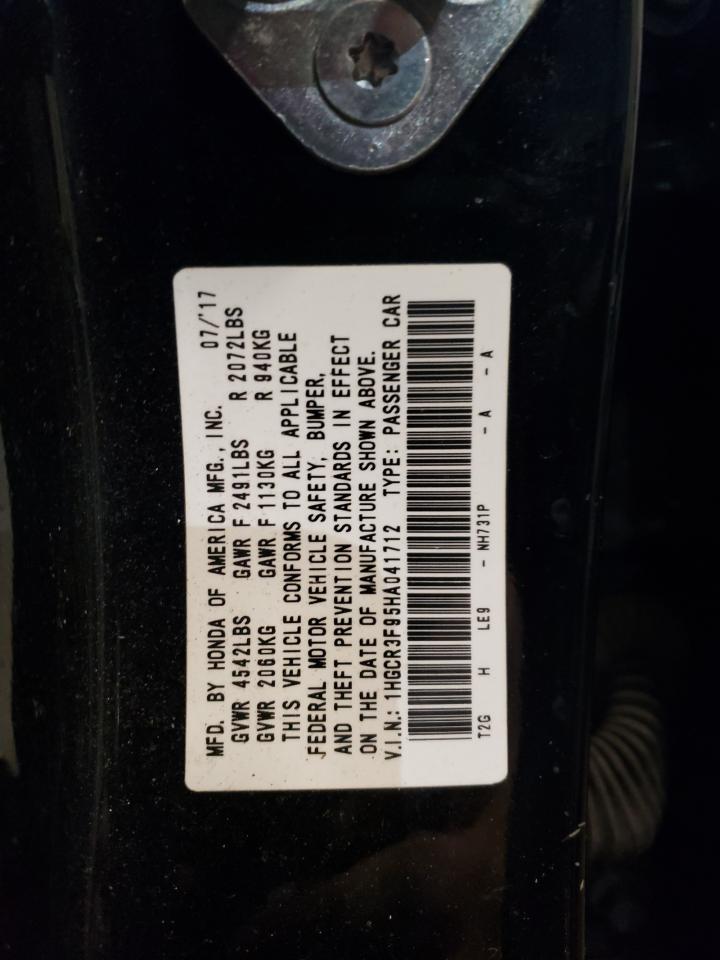 MFD. BY HONDA OF AMERICA MFG., INC. 07/'17
GVWR 4542LBS GAWR F 2491LBS R 2072LBS
GVWR 2060KG GAWR F 1130KG R 940KG
THIS VEHICLE CONFORMS TO ALL APPLICABLE
FEDERAL MOTOR VEHICLE SAFETY, BUMPER,
AND THEFT PREVENTION STANDARDS IN EFFECT
ON THE DATE OF MANUFACTURE SHOWN ABOVE.
V.I.N.: 1HGCR3F95HA041712 TYPE: PASSENGER CAR
T2G H LE9 - NH731P - A - A